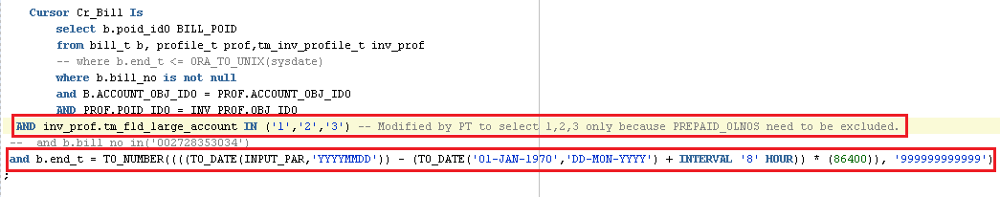 Cursor Cr_Bill Is
select b.poid_id0 BILL_POID
from bill_t b, profile_t prof,tm_inv_profile_t inv_prof
-- where b.end_t <= ORA_TO_UNIX(sysdate)
where b.bill_no is not null
and B.ACCOUNT_OBJ_ID0 = PROF.ACCOUNT_OBJ_ID0
AND PROF.POID_ID0 = INV_PROF.OBJ_ID0
AND inv_prof.tm_fld_large_account IN ('1','2','3') -- Modified by PT to select 1,2,3 only because PREPAID_OLNOS need to be excluded.
-- and b.bill_no in('002728353034')
and b.end_t = TO_NUMBER((((TO_DATE(INPUT_PAR,'YYYYMMDD')) - (TO_DATE('01-JAN-1970','DD-MON-YYYY') + INTERVAL '8' HOUR)) * (86400)), '999999999999')
;